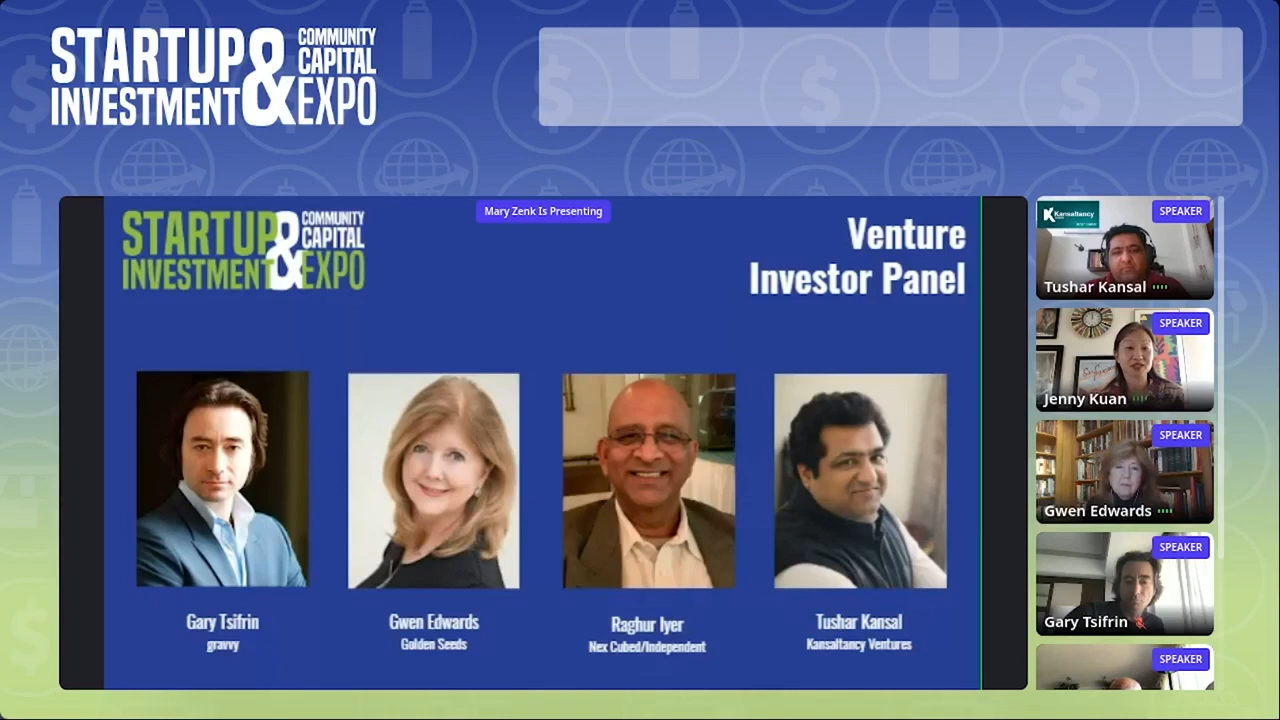 STARTUP & COMMUNITY
CAPITAL
INVESTMENT EXPO
Mary Zenk Is Presenting
STARTUP & COMMUNITY
CAPITAL
INVESTMENT EXPO
Venture
Investor Panel
Gary Tsifrin
gravvy
Gwen Edwards
Golden Seeds
Raghur Iyer
Nex Cubed/Independent
Tushar Kansal
Kansaltancy Ventures
Kansaltancy
SPEAKER
Tushar Kansal
SPEAKER
Jenny Kuan
SPEAKER
Gwen Edwards
SPEAKER
Gary Tsifrin
SPEAKER